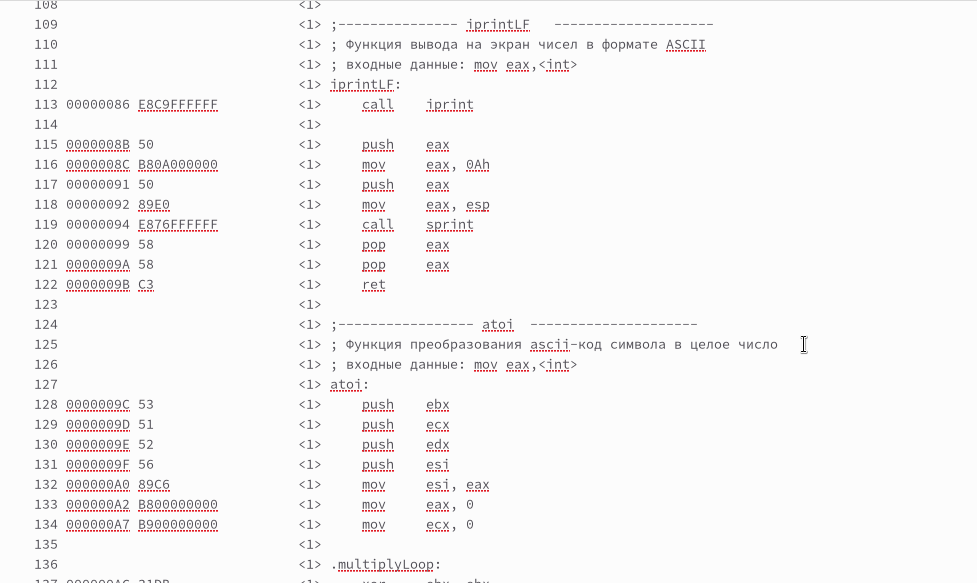 108 <1>
109 <1> ;--------------- iprintLF   --------------------
110 <1> ; Функция вывода на экран чисел в формате ASCII
111 <1> ; входные данные: mov eax,<int>
112 <1> iprintLF:
113 00000086 E8C9FFFFFF <1>     call    iprint
114 <1>
115 0000008B 50 <1>     push    eax
116 0000008C B80A000000 <1>     mov     eax, 0Ah
117 00000091 50 <1>     push    eax
118 00000092 89E0 <1>     mov     eax, esp
119 00000094 E876FFFFFF <1>     call    sprint
120 00000099 58 <1>     pop     eax
121 0000009A 58 <1>     pop     eax
122 0000009B C3 <1>     ret
123 <1>
124 <1> ;----------------- atoi  ---------------------
125 <1> ; Функция преобразования ascii-код символа в целое число
126 <1> ; входные данные: mov eax,<int>
127 <1> atoi:
128 0000009C 53 <1>     push    ebx
129 0000009D 51 <1>     push    ecx
130 0000009E 52 <1>     push    edx
131 0000009F 56 <1>     push    esi
132 000000A0 89C6 <1>     mov     esi, eax
133 000000A2 B800000000 <1>     mov     eax, 0
134 000000A7 B900000000 <1>     mov     ecx, 0
135 <1>
136 <1> .multiplyLoop:
137 000000AC 31DB <1>     xor     ebx, ebx